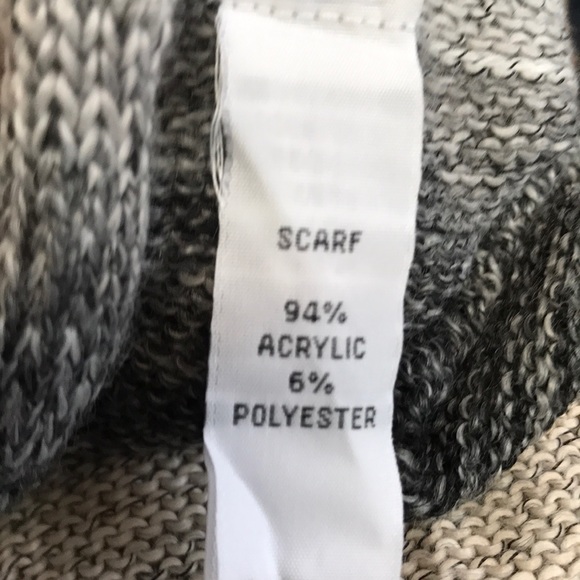 SCARF
94%
ACRYLIC
6%
POLYESTER